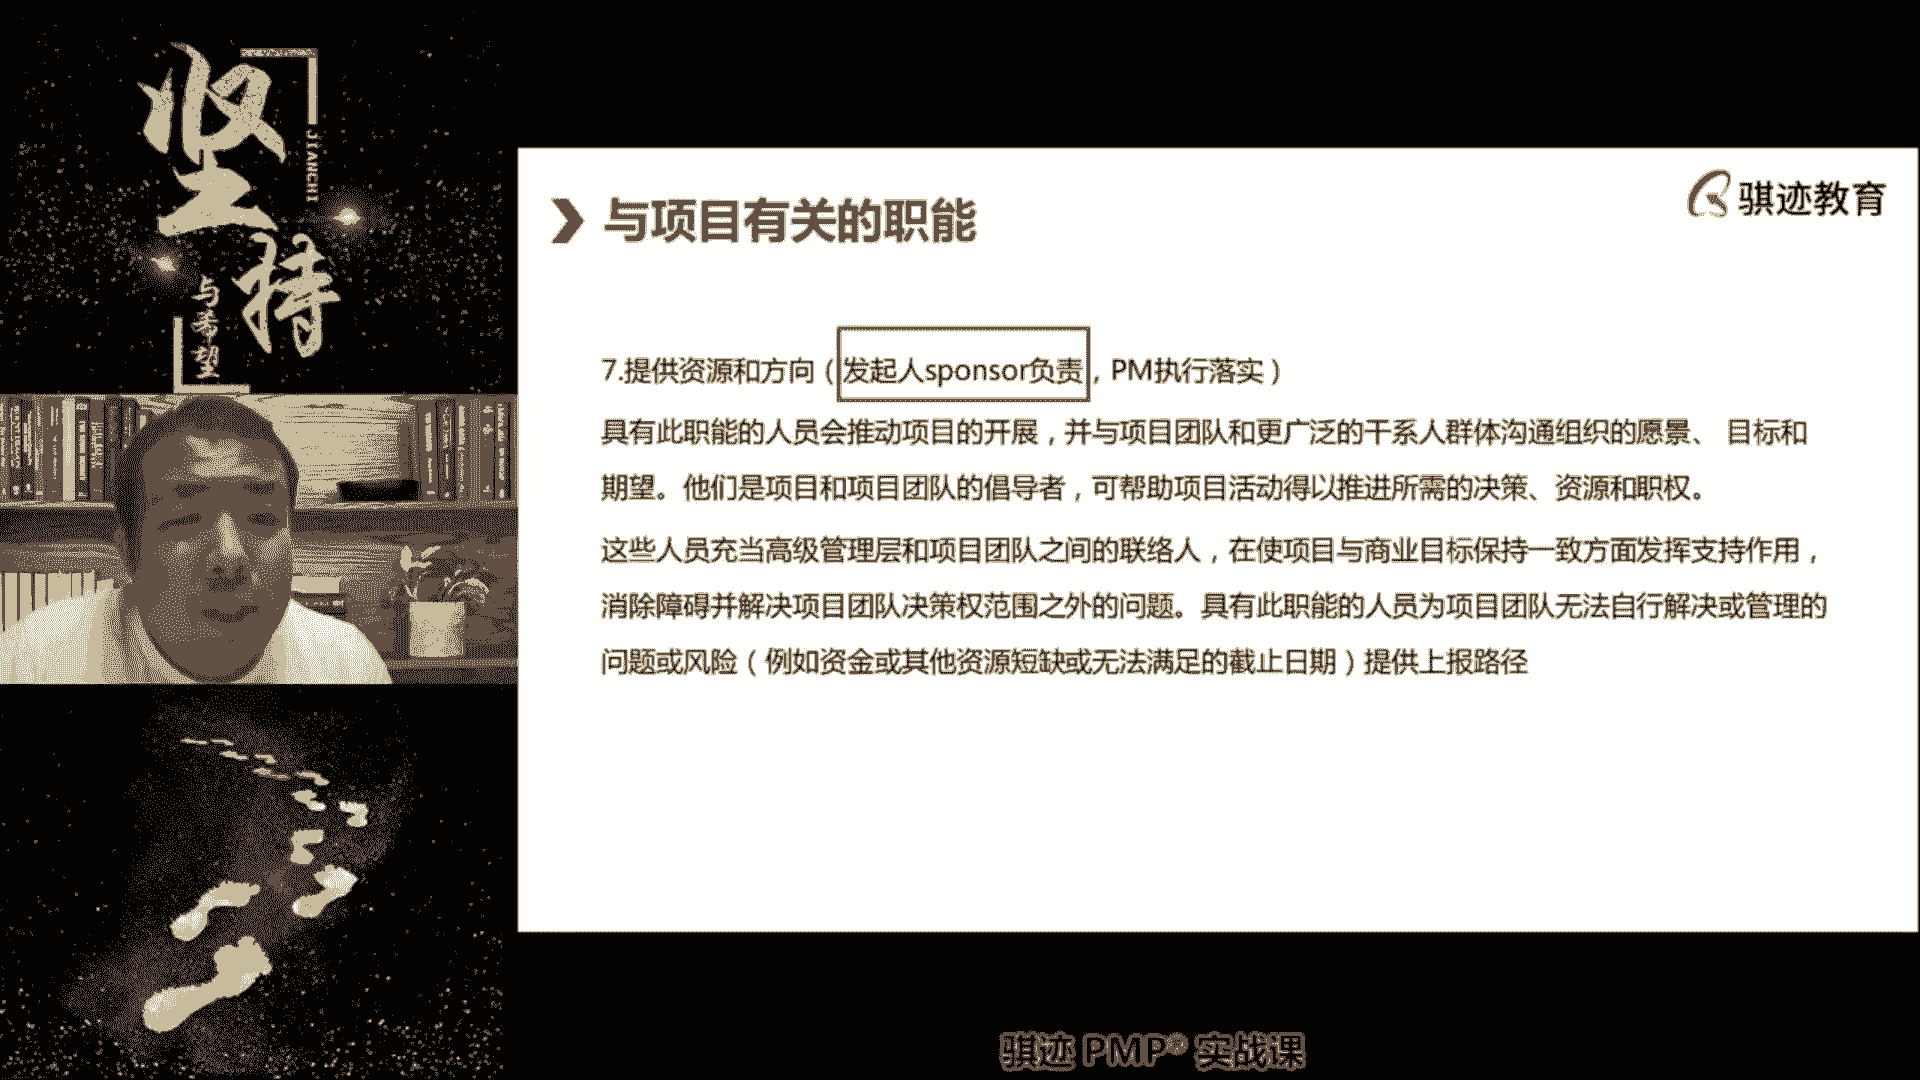 坚持
JIANCHI
与希望
骐迹教育
与项目有关的职能
7.提供资源和方向（发起人sponsor负责，PM执行落实）
具有此职能的人员会推动项目的开展，并与项目团队和更广泛的干系人群体沟通组织的愿景、 目标和
期望。他们是项目和项目团队的倡导者，可帮助项目活动得以推进所需的决策、资源和职权。
这些人员充当高级管理层和项目团队之间的联络人，在使项目与商业目标保持一致方面发挥支持作用，
消除障碍并解决项目团队决策权范围之外的问题。具有此职能的人员为项目团队无法自行解决或管理的
问题或风险（例如资金或其他资源短缺或无法满足的截止日期）提供上报路径
骐迹 PMP® 实战课